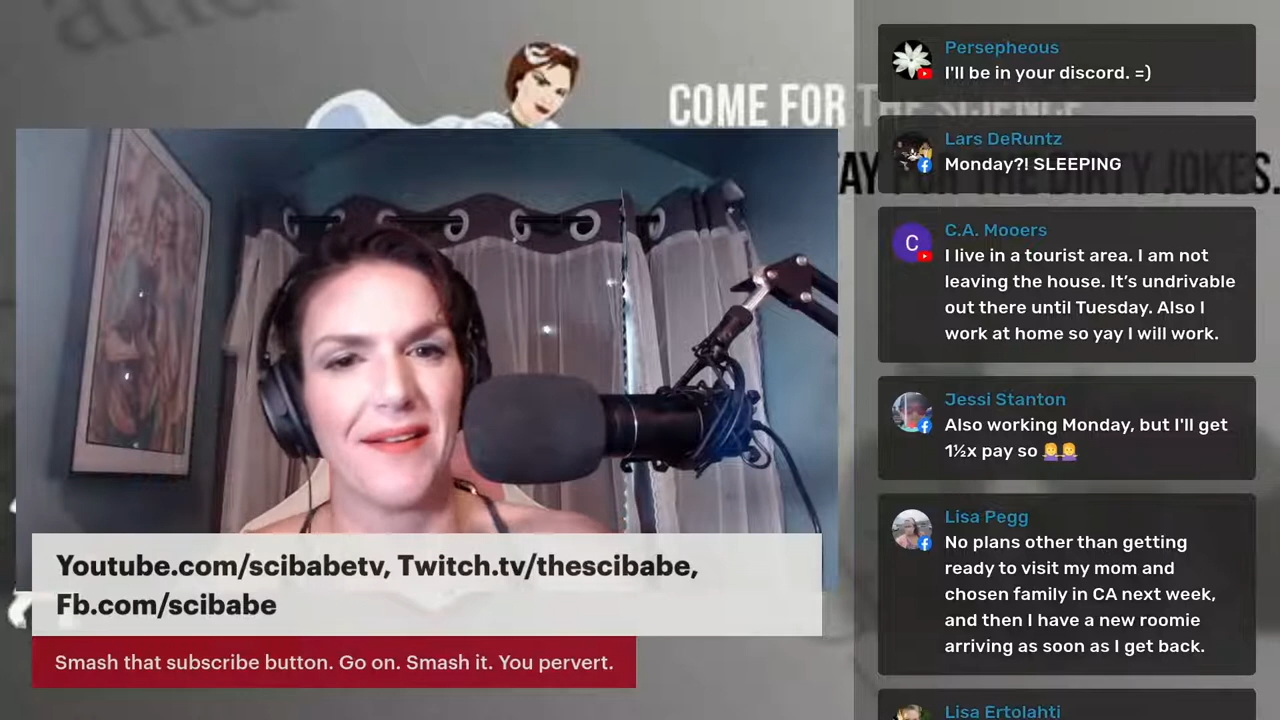 and
COME FOR THE SCIENCE
AY FOR THE DIRTY JOKES.
Youtube.com/scibabetv, Twitch.tv/thescibabe,
Fb.com/scibabe
Smash that subscribe button. Go on. Smash it. You pervert.
Persepheous
I'll be in your discord. =)
Lars DeRuntz
Monday?! SLEEPING
C
C.A. Mooers
I live in a tourist area. I am not
leaving the house. It’s undrivable
out there until Tuesday. Also I
work at home so yay I will work.
Jessi Stanton
Also working Monday, but I'll get
1½x pay so 🤷‍♀️🤷‍♀️
Lisa Pegg
No plans other than getting
ready to visit my mom and
chosen family in CA next week,
and then I have a new roomie
arriving as soon as I get back.
Lisa Ertolahti